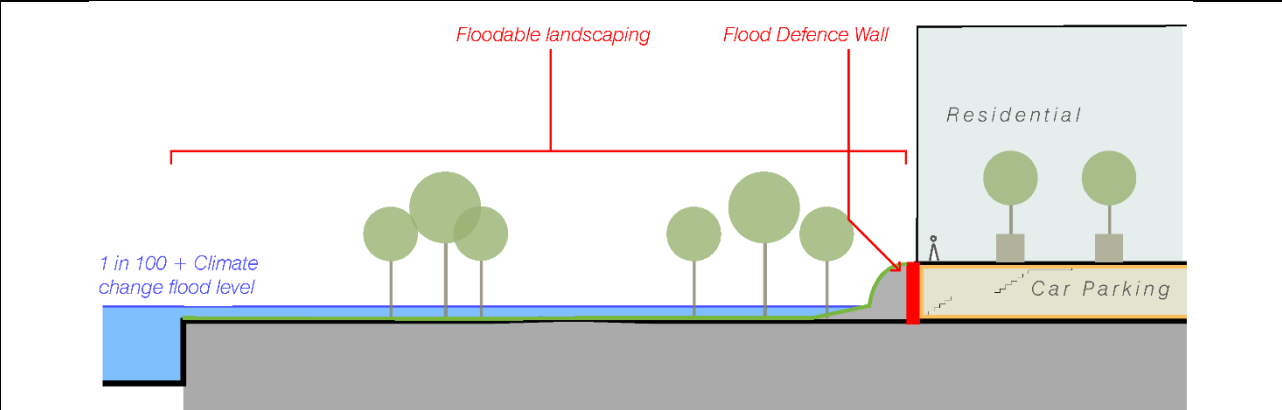 Floodable landscaping
Flood Defence Wall
Residential
1 in 100 + Climate
change flood level
Car Parking